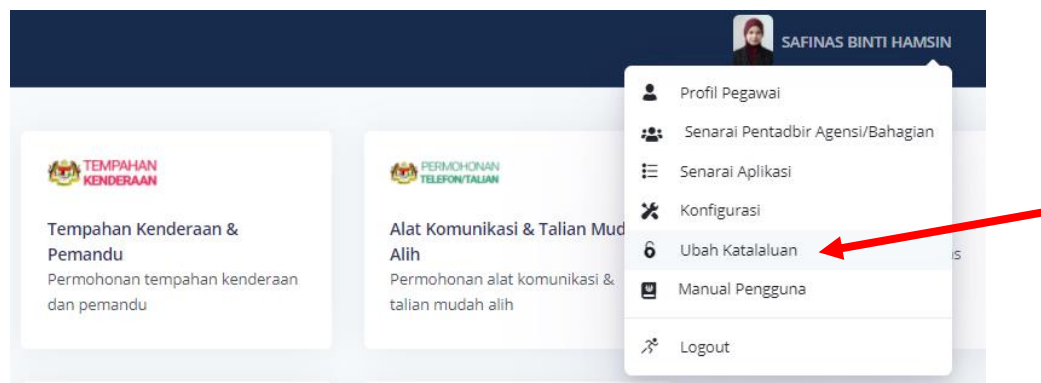 SAFINAS BINTI HAMSIN
Profil Pegawai
Senarai Pentadbir Agensi/Bahagian
Senarai Aplikasi
Konfigurasi
Ubah Katalaluan
Manual Pengguna
Logout
TEMPAHAN
KENDERAAN
Tempahan Kenderaan &
Pemandu
Permohonan tempahan kenderaan
dan pemandu
PERMOHONAN
TELEFON/TALIAN
Alat Komunikasi & Talian Mud
Alih
Permohonan alat komunikasi &
talian mudah alih